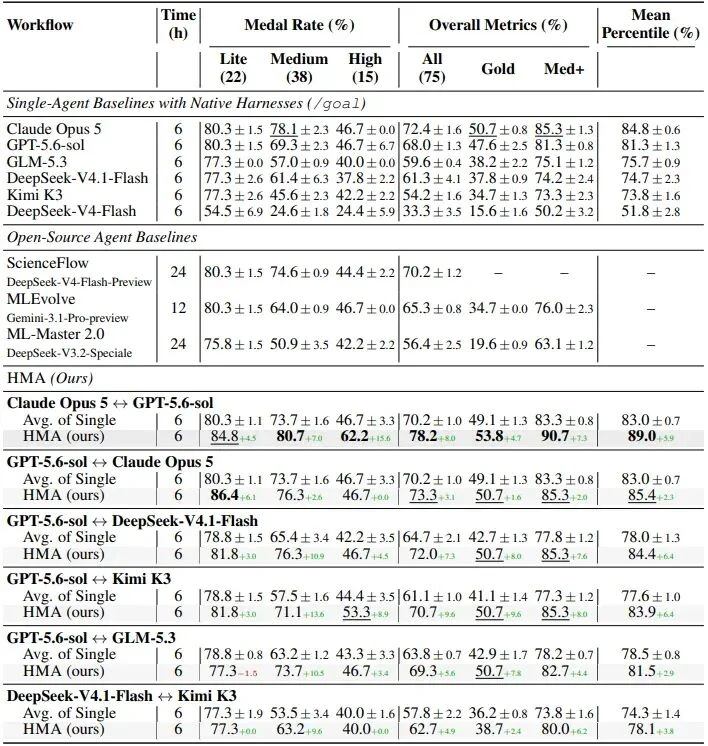 Workflow Time (h) Medal Rate (%) Overall Metrics (%) Mean Percentile (%)
Lite (22) Medium (38) High (15) All (75) Gold Med+
Single-Agent Baselines with Native Harnesses (/goal)
Claude Opus 5 6 80.3 ± 1.5 78.1 ± 2.3 46.7 ± 0.0 72.4 ± 1.6 50.7 ± 0.8 85.3 ± 1.3 84.8 ± 0.6
GPT-5.6-sol 6 80.3 ± 1.5 69.3 ± 2.3 46.7 ± 6.7 68.0 ± 1.3 47.6 ± 2.5 81.3 ± 0.8 81.3 ± 1.3
GLM-5.3 6 77.3 ± 0.0 57.0 ± 0.9 40.0 ± 0.0 59.6 ± 0.4 38.2 ± 2.2 75.1 ± 1.2 75.7 ± 0.9
DeepSeek-V4.1-Flash 6 77.3 ± 2.6 61.4 ± 6.3 37.8 ± 2.2 61.3 ± 4.1 37.8 ± 0.9 74.2 ± 2.4 74.7 ± 2.3
Kimi K3 6 77.3 ± 2.6 45.6 ± 2.3 42.2 ± 2.2 54.2 ± 1.6 34.7 ± 1.3 73.3 ± 2.3 73.8 ± 1.6
DeepSeek-V4-Flash 6 54.5 ± 6.9 24.6 ± 1.8 24.4 ± 5.9 33.3 ± 3.5 15.6 ± 1.6 50.2 ± 3.2 51.8 ± 2.8
Open-Source Agent Baselines
ScienceFlow
DeepSeek-V4-Flash-Preview 24 80.3 ± 1.5 74.6 ± 0.9 44.4 ± 2.2 70.2 ± 1.2 – – –
MLEvolve
Gemini-3.1-Pro-preview 12 80.3 ± 1.5 64.0 ± 0.9 46.7 ± 0.0 65.3 ± 0.8 34.7 ± 0.0 76.0 ± 2.3 –
ML-Master 2.0
DeepSeek-V3.2-Speciale 24 75.8 ± 1.5 50.9 ± 3.5 42.2 ± 2.2 56.4 ± 2.5 19.6 ± 0.9 63.1 ± 1.2 –
HMA (Ours)
Claude Opus 5 ↔ GPT-5.6-sol
Avg. of Single 6 80.3 ± 1.1 73.7 ± 1.6 46.7 ± 3.3 70.2 ± 1.0 49.1 ± 1.3 83.3 ± 0.8 83.0 ± 0.7
HMA (ours) 6 84.8+4.5 80.7+7.0 62.2+15.6 78.2+8.0 53.8+4.7 90.7+7.3 89.0+5.9
GPT-5.6-sol ↔ Claude Opus 5
Avg. of Single 6 80.3 ± 1.1 73.7 ± 1.6 46.7 ± 3.3 70.2 ± 1.0 49.1 ± 1.3 83.3 ± 0.8 83.0 ± 0.7
HMA (ours) 6 86.4+6.1 76.3+2.6 46.7+0.0 73.3+3.1 50.7+1.6 85.3+2.0 85.4+2.3
GPT-5.6-sol ↔ DeepSeek-V4.1-Flash
Avg. of Single 6 78.8 ± 1.5 65.4 ± 3.4 42.2 ± 3.5 64.7 ± 2.1 42.7 ± 1.3 77.8 ± 1.2 78.0 ± 1.3
HMA (ours) 6 81.8+3.0 76.3+10.9 46.7+4.5 72.0+7.3 50.7+8.0 85.3+7.6 84.4+6.4
GPT-5.6-sol ↔ Kimi K3
Avg. of Single 6 78.8 ± 1.5 57.5 ± 1.6 44.4 ± 3.5 61.1 ± 1.0 41.1 ± 1.4 77.3 ± 1.2 77.6 ± 1.0
HMA (ours) 6 81.8+3.0 71.1+13.6 53.3+8.9 70.7+9.6 50.7+9.6 85.3+8.0 83.9+6.4
GPT-5.6-sol ↔ GLM-5.3
Avg. of Single 6 78.8 ± 0.8 63.2 ± 1.2 43.3 ± 3.3 63.8 ± 0.7 42.9 ± 1.7 78.2 ± 0.7 78.5 ± 0.8
HMA (ours) 6 77.3−1.5 73.7+10.5 46.7+3.4 69.3+5.6 50.7+7.8 82.7+4.4 81.5+2.9
DeepSeek-V4.1-Flash ↔ Kimi K3
Avg. of Single 6 77.3 ± 1.9 53.5 ± 3.4 40.0 ± 1.6 57.8 ± 2.2 36.2 ± 0.8 73.8 ± 1.6 74.3 ± 1.4
HMA (ours) 6 77.3+0.0 63.2+9.6 40.0+0.0 62.7+4.9 38.7+2.4 80.0+6.2 78.1+3.8